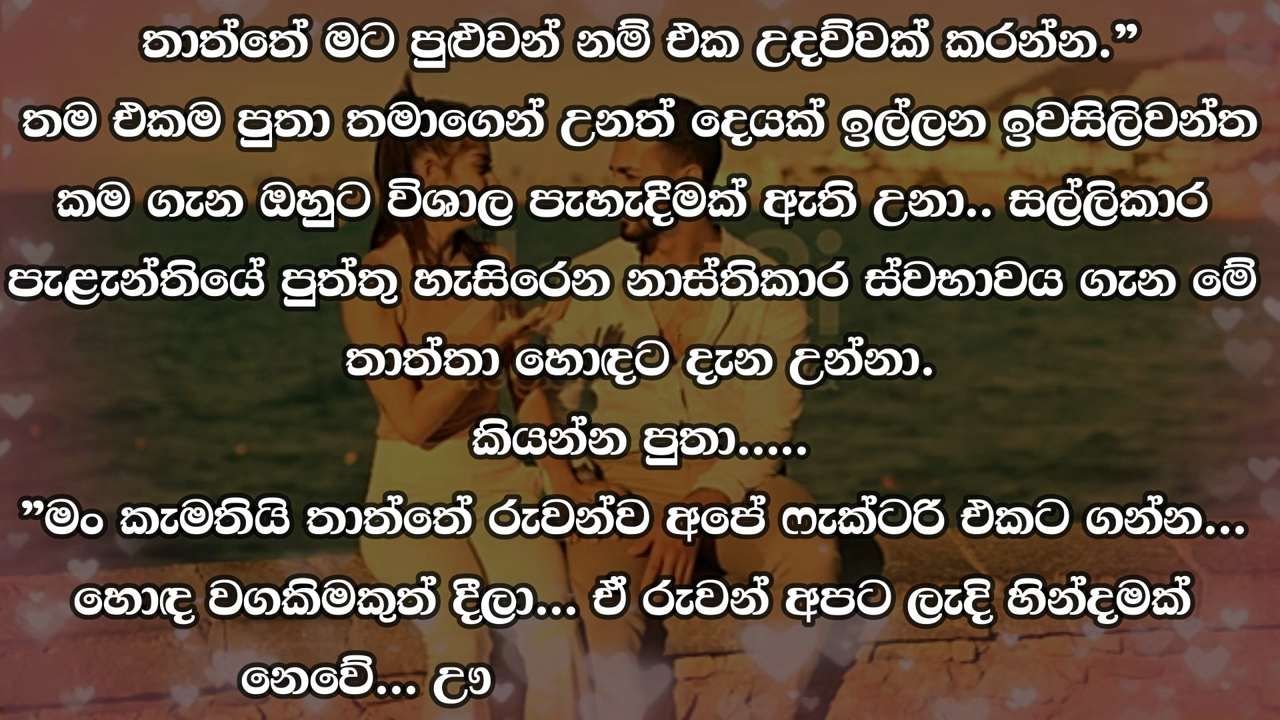 තාත්තේ මට පුළුවන් නම් එක උදව්වක් කරන්න.”
තම එකම පුතා තමාගෙන් උනත් දෙයක් ඉල්ලන ඉවසිලිවන්ත
කම ගැන ඔහුට විශාල පැහැදීමක් ඇති උනා.. සල්ලිකාර
පැළැන්තියේ පුත්තු හැසිරෙන නාස්තිකාර ස්වභාවය ගැන මේ
තාත්තා හොඳට දැන උන්නා.
කියන්න පුතා.....
”මං කැමතියි තාත්තේ රුවන්ව අපේ ෆැක්ටරි එකට ගන්න...
හොඳ වගකිමකුත් දීලා... ඒ රුවන් අපට ලැදි හින්දමක්
නෙවේ... ඌ